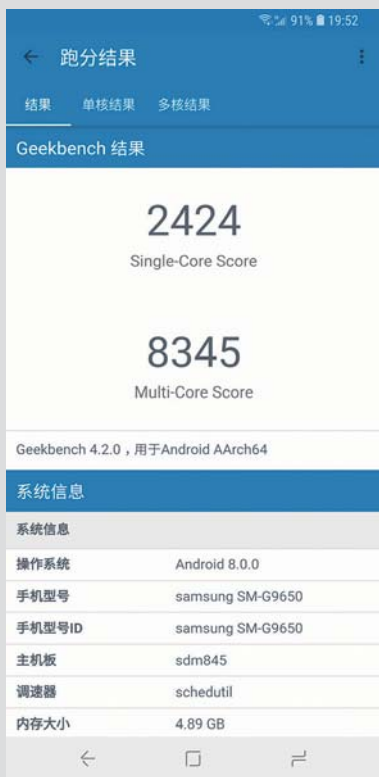 91% 19:52
跑分结果
结果 单核结果 多核结果
Geekbench 结果
2424
Single-Core Score
8345
Multi-Core Score
Geekbench 4.2.0，用于Android AArch64
系统信息
系统信息
操作系统 Android 8.0.0
手机型号 samsung SM-G9650
手机型号ID samsung SM-G9650
主机板 sdm845
调速器 schedutil
内存大小 4.89 GB